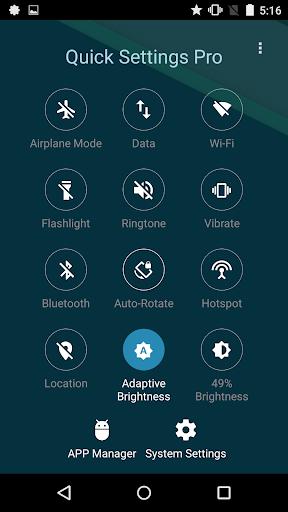 5:16
Quick Settings Pro
Airplane Mode
Data
Wi-Fi
Flashlight
Ringtone
Vibrate
Bluetooth
Auto-Rotate
Hotspot
Location
Adaptive
Brightness
49%
Brightness
APP Manager
System Settings